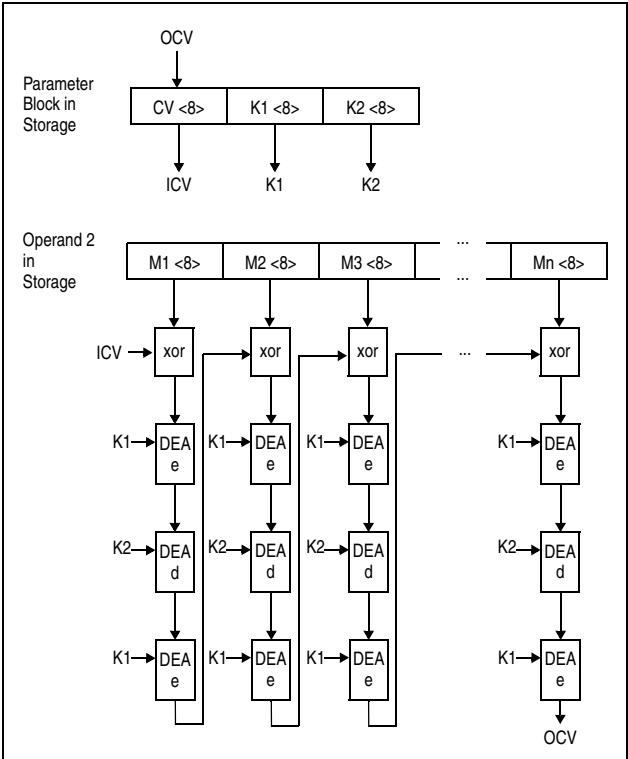 OCV
Parameter
Block in
Storage
CV <8> K1 <8> K2 <8>
ICV K1 K2
Operand 2
in
Storage
M1 <8> M2 <8> M3 <8> ... ... Mn <8>
ICV xor xor xor ... xor
K1 DEA e K1 DEA e K1 DEA e K1 DEA e
K2 DEA d K2 DEA d K2 DEA d K2 DEA d
K1 DEA e K1 DEA e K1 DEA e K1 DEA e
OCV